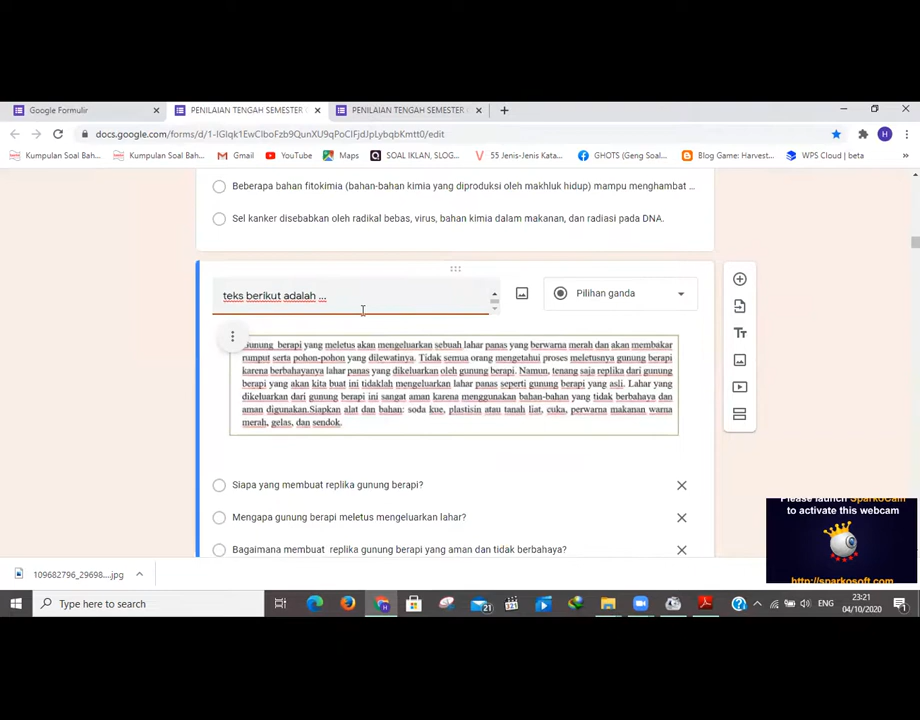 Google Formulir
PENILAIAN TENGAH SEMESTER
PENILAIAN TENGAH SEMESTER
docs.google.com/forms/d/1-IGIqk1EwClboFzb9QunXU9qPoCIFjdJpLybqbKmtt0/edit
Kumpulan Soal Bah...
Kumpulan Soal Bah...
Gmail
YouTube
Maps
SOAL IKLAN, SLOG...
55 Jenis-Jenis Kata...
GHOTS (Geng Soal...
Blog Game: Harvest...
WPS Cloud | beta
Beberapa bahan fitokimia (bahan-bahan kimia yang diproduksi oleh makhluk hidup) mampu menghambat ...
Sel kanker disebabkan oleh radikal bebas, virus, bahan kimia dalam makanan, dan radiasi pada DNA.
teks berikut adalah ...
Pilihan ganda
Gunung berapi yang meletus akan mengeluarkan sebuah lahar panas yang berwarna merah dan akan membakar
rumput serta pohon-pohon yang dilewatinya. Tidak semua orang mengetahui proses meletusnya gunung berapi
karena berbahayanya lahar panas yang dikeluarkan oleh gunung berapi. Namun, tenang saja replika dari gunung
berapi yang akan kita buat ini tidaklah mengeluarkan lahar panas seperti gunung berapi yang asli. Lahar yang
dikeluarkan dari gunung berapi ini sangat aman karena menggunakan bahan-bahan yang tidak berbahaya dan
aman digunakan.Siapkan alat dan bahan: soda kue, plastisin atau tanah liat, cuka, perwarna makanan warna
merah, gelas, dan sendok.
Siapa yang membuat replika gunung berapi?
Mengapa gunung berapi meletus mengeluarkan lahar?
Bagaimana membuat replika gunung berapi yang aman dan tidak berbahaya?
Please launch SparkoCam
to activate this webcam
http://sparkosoft.com
109682796_29698....jpg
Type here to search
21
ENG
23:21
04/10/2020